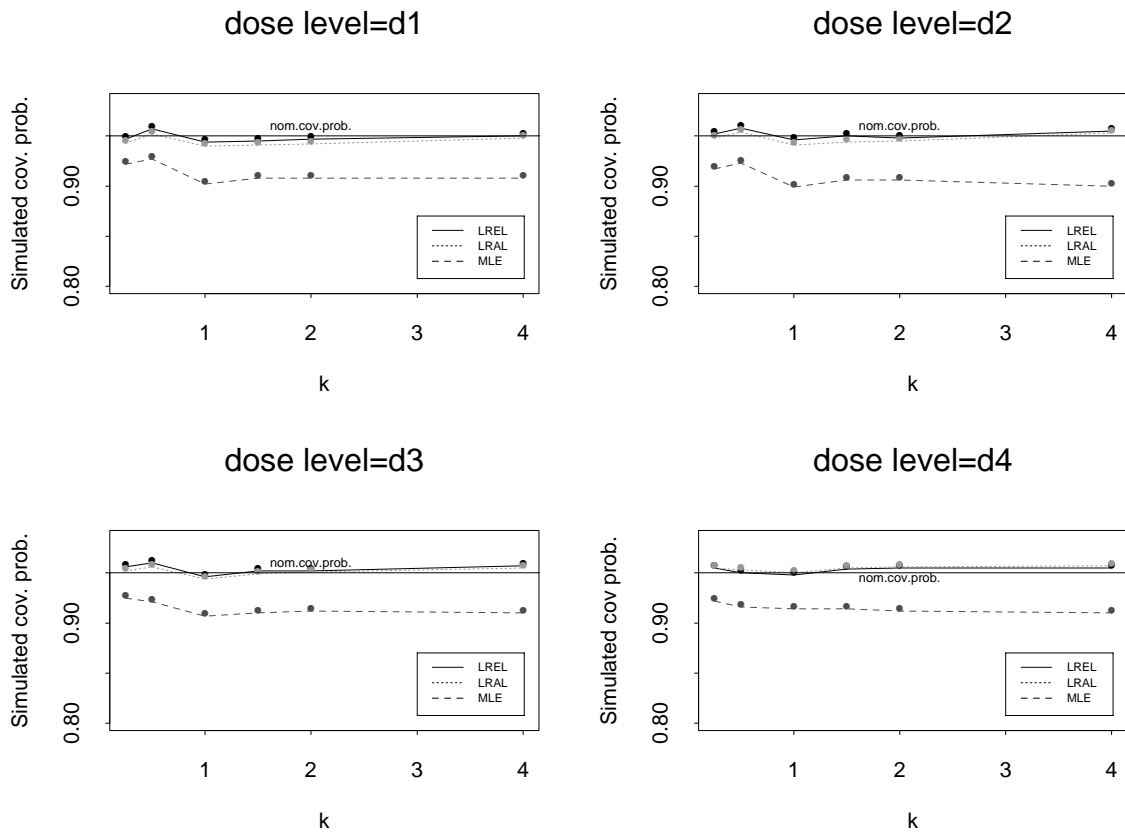 dose level=d1
Simulated cov. prob.
0.90
0.80
nom.cov.prob.
LREL
LRAL
MLE
1
2
3
4
k
dose level=d2
Simulated cov. prob.
0.90
0.80
nom.cov.prob.
LREL
LRAL
MLE
1
2
3
4
k
dose level=d3
Simulated cov. prob.
0.90
0.80
nom.cov.prob.
LREL
LRAL
MLE
1
2
3
4
k
dose level=d4
Simulated cov prob.
0.90
0.80
nom.cov.prob.
LREL
LRAL
MLE
1
2
3
4
k